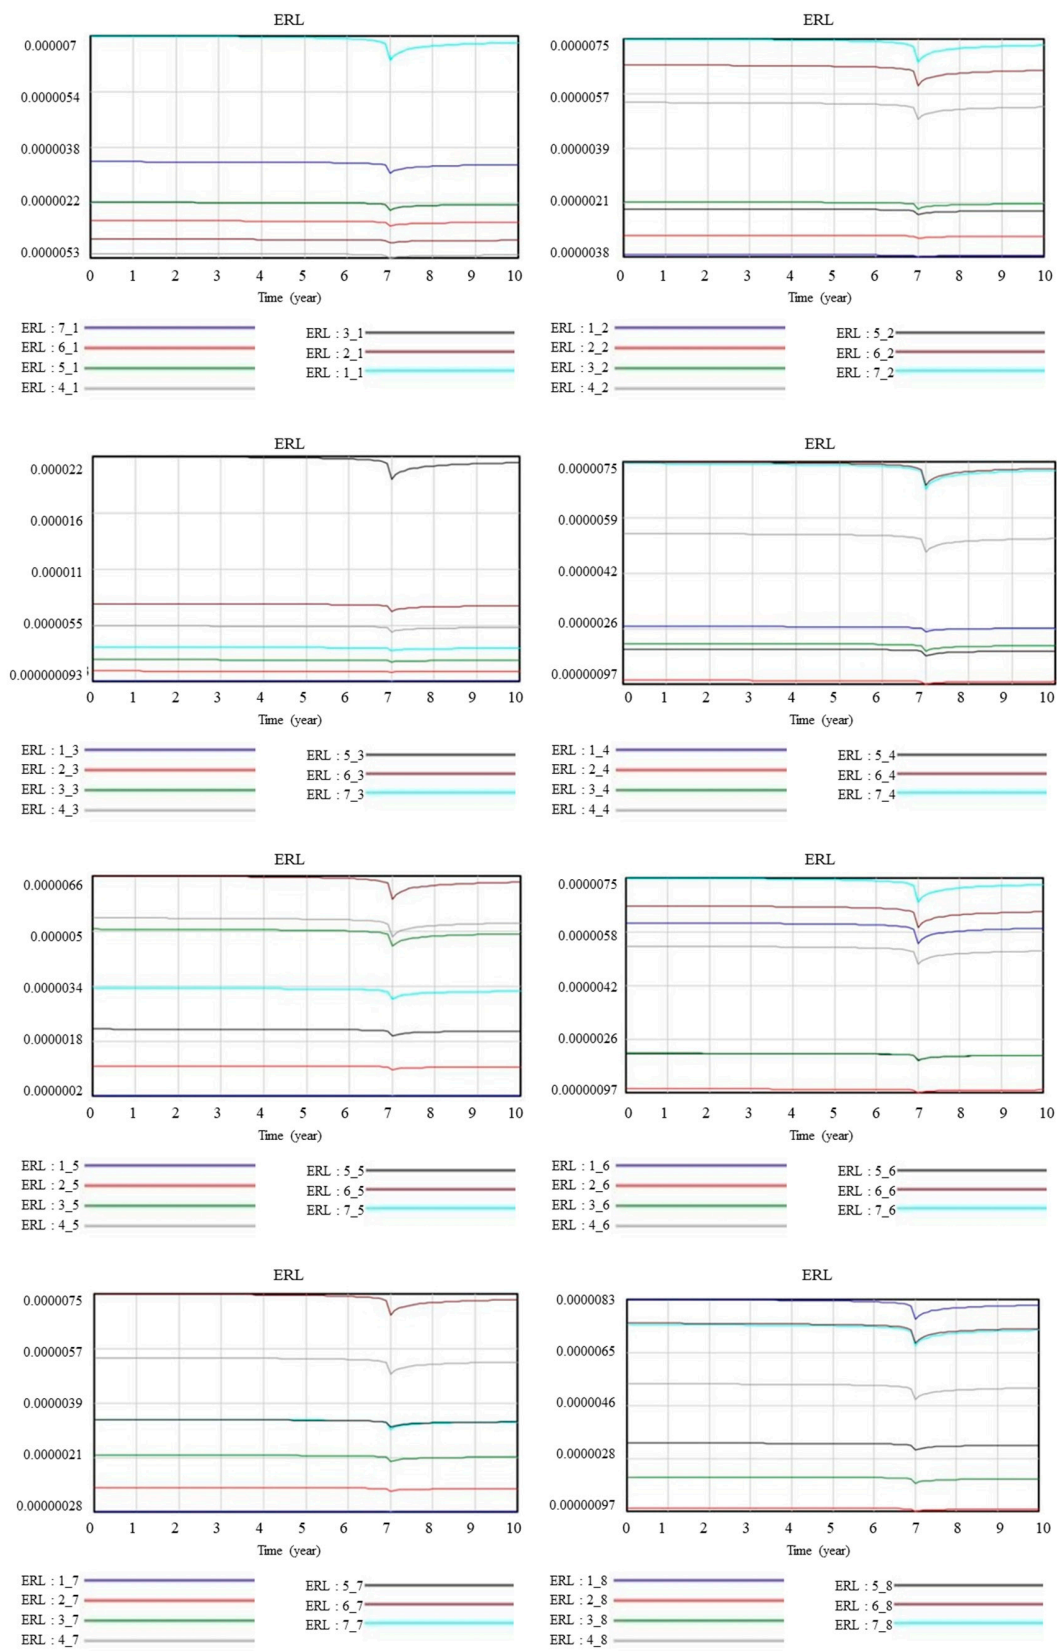 ERL
0.000007
0.0000054
0.0000038
0.0000022
0.0000053
0 1 2 3 4 5 6 7 8 9 10
Time (year)
ERL : 7_1
ERL : 6_1
ERL : 5_1
ERL : 4_1
ERL : 3_1
ERL : 2_1
ERL : 1_1
ERL
0.0000075
0.0000057
0.0000039
0.0000021
0.0000038
0 1 2 3 4 5 6 7 8 9 10
Time (year)
ERL : 1_2
ERL : 2_2
ERL : 3_2
ERL : 4_2
ERL : 5_2
ERL : 6_2
ERL : 7_2
ERL
0.000022
0.000016
0.000011
0.0000055
0.000000093
0 1 2 3 4 5 6 7 8 9 10
Time (year)
ERL : 1_3
ERL : 2_3
ERL : 3_3
ERL : 4_3
ERL : 5_3
ERL : 6_3
ERL : 7_3
ERL
0.0000075
0.0000059
0.0000042
0.0000026
0.00000097
0 1 2 3 4 5 6 7 8 9 10
Time (year)
ERL : 1_4
ERL : 2_4
ERL : 3_4
ERL : 4_4
ERL : 5_4
ERL : 6_4
ERL : 7_4
ERL
0.0000066
0.000005
0.0000034
0.0000018
0.0000002
0 1 2 3 4 5 6 7 8 9 10
Time (year)
ERL : 1_5
ERL : 2_5
ERL : 3_5
ERL : 4_5
ERL : 5_5
ERL : 6_5
ERL : 7_5
ERL
0.0000075
0.0000058
0.0000042
0.0000026
0.00000097
0 1 2 3 4 5 6 7 8 9 10
Time (year)
ERL : 1_6
ERL : 2_6
ERL : 3_6
ERL : 4_6
ERL : 5_6
ERL : 6_6
ERL : 7_6
ERL
0.0000075
0.0000057
0.0000039
0.0000021
0.00000028
0 1 2 3 4 5 6 7 8 9 10
Time (year)
ERL : 1_7
ERL : 2_7
ERL : 3_7
ERL : 4_7
ERL : 5_7
ERL : 6_7
ERL : 7_7
ERL
0.0000083
0.0000065
0.0000046
0.0000028
0.00000097
0 1 2 3 4 5 6 7 8 9 10
Time (year)
ERL : 1_8
ERL : 2_8
ERL : 3_8
ERL : 4_8
ERL : 5_8
ERL : 6_8
ERL : 7_8